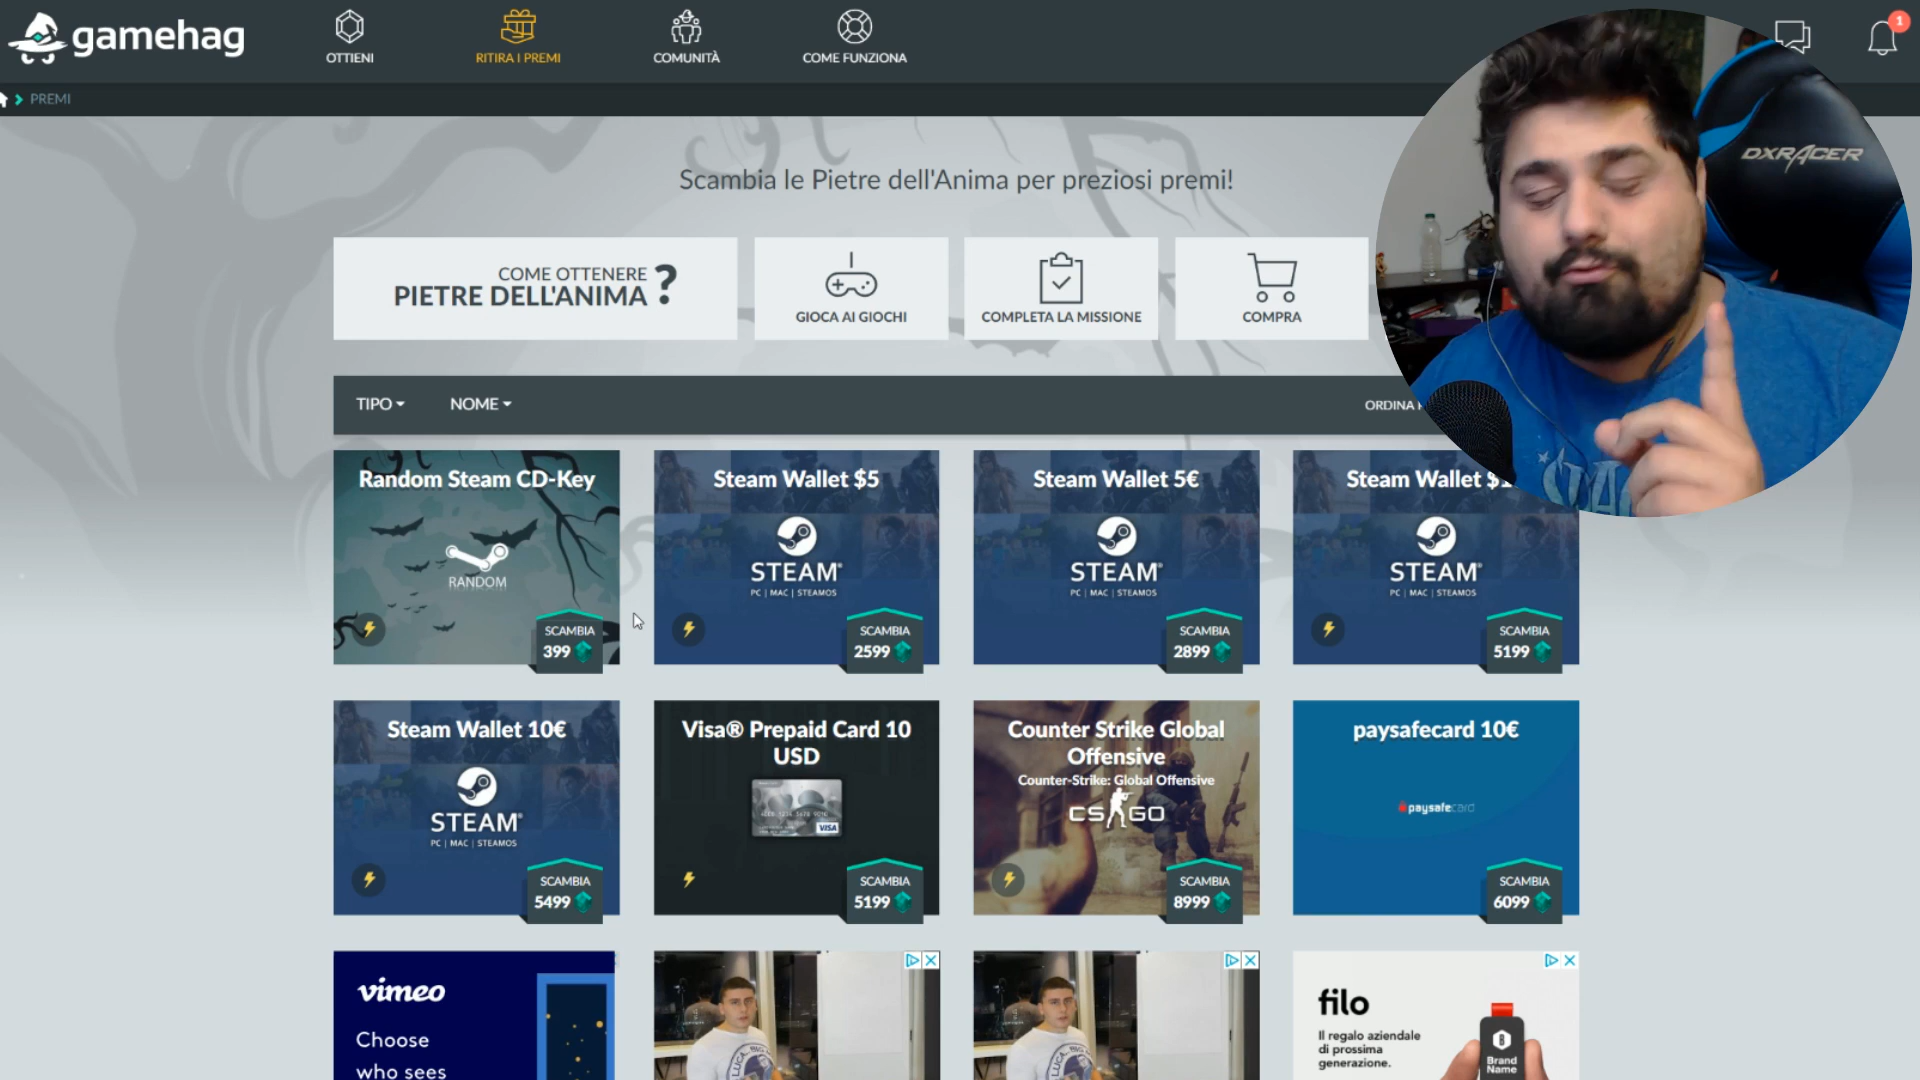 gamehag
OTTIENI
RITIRA I PREMI
COMUNITÀ
COME FUNZIONA
1
PREMI
Scambia le Pietre dell'Anima per preziosi premi!
COME OTTENERE
PIETRE DELL'ANIMA ?
GIOCA AI GIOCHI
COMPLETA LA MISSIONE
COMPRA
TIPO
NOME
ORDINA
DXRACER
Random Steam CD-Key
RANDOM
SCAMBIA
399
Steam Wallet $5
STEAM
PC | MAC | STEAMOS
SCAMBIA
2599
Steam Wallet 5€
STEAM
PC | MAC | STEAMOS
SCAMBIA
2899
Steam Wallet
STEAM
PC | MAC | STEAMOS
SCAMBIA
5199
Steam Wallet 10€
STEAM
PC | MAC | STEAMOS
SCAMBIA
5499
Visa® Prepaid Card 10
USD
VISA
SCAMBIA
5199
Counter Strike Global
Offensive
Counter-Strike: Global Offensive
CS GO
SCAMBIA
8999
paysafecard 10€
paysafecard
SCAMBIA
6099
vimeo
Choose
who sees
filo
Il regalo aziendale
di prossima
generazione.
Brand
Name